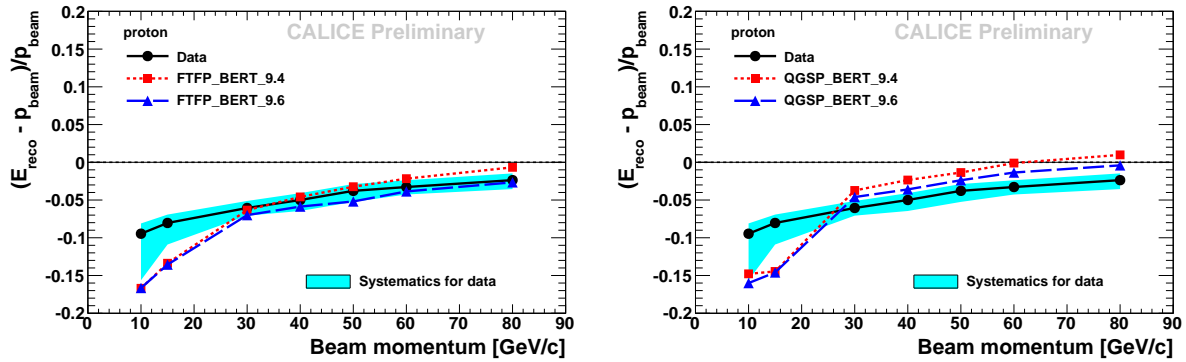 (E_reco - p_beam)/p_beam
0.2
0.15
0.1
0.05
0
-0.05
-0.1
-0.15
-0.2
proton
CALICE Preliminary
Data
FTFP_BERT_9.4
FTFP_BERT_9.6
Systematics for data
0 10 20 30 40 50 60 70 80 90
Beam momentum [GeV/c]
(E_reco - p_beam)/p_beam
0.2
0.15
0.1
0.05
0
-0.05
-0.1
-0.15
-0.2
proton
CALICE Preliminary
Data
QGSP_BERT_9.4
QGSP_BERT_9.6
Systematics for data
0 10 20 30 40 50 60 70 80 90
Beam momentum [GeV/c]